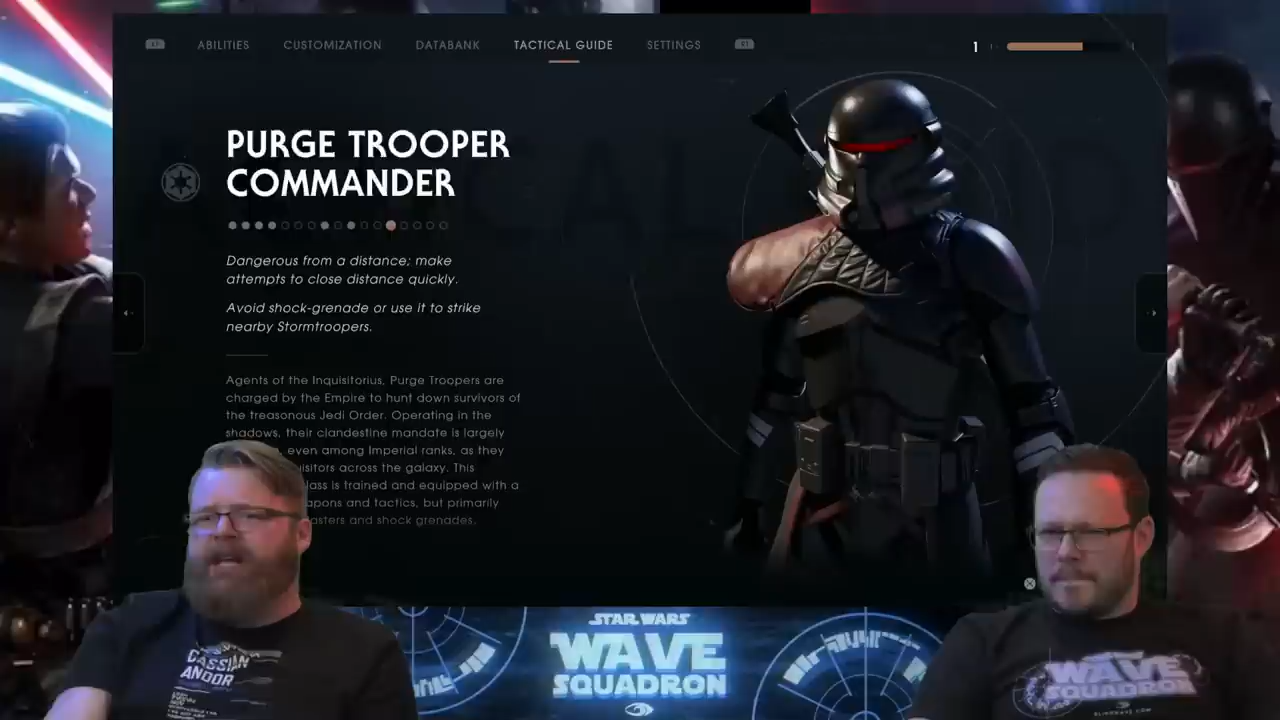 ABILITIES CUSTOMIZATION DATABANK TACTICAL GUIDE SETTINGS
1
PURGE TROOPER
COMMANDER
Dangerous from a distance; make
attempts to close distance quickly.
Avoid shock-grenade or use it to strike
nearby Stormtroopers.
Agents of the Inquisitorius, Purge Troopers are
charged by the Empire to hunt down survivors of
the treasonous Jedi Order. Operating in the
shadows, their clandestine mandate is largely
, even among Imperial ranks, as they
uisitors across the galaxy. This
lass is trained and equipped with a
apons and tactics, but primarily
asters and shock grenades.
STAR WARS
WAVE
SQUADRON
CASSIAN
ANDOR
WAVE
SQUADRON